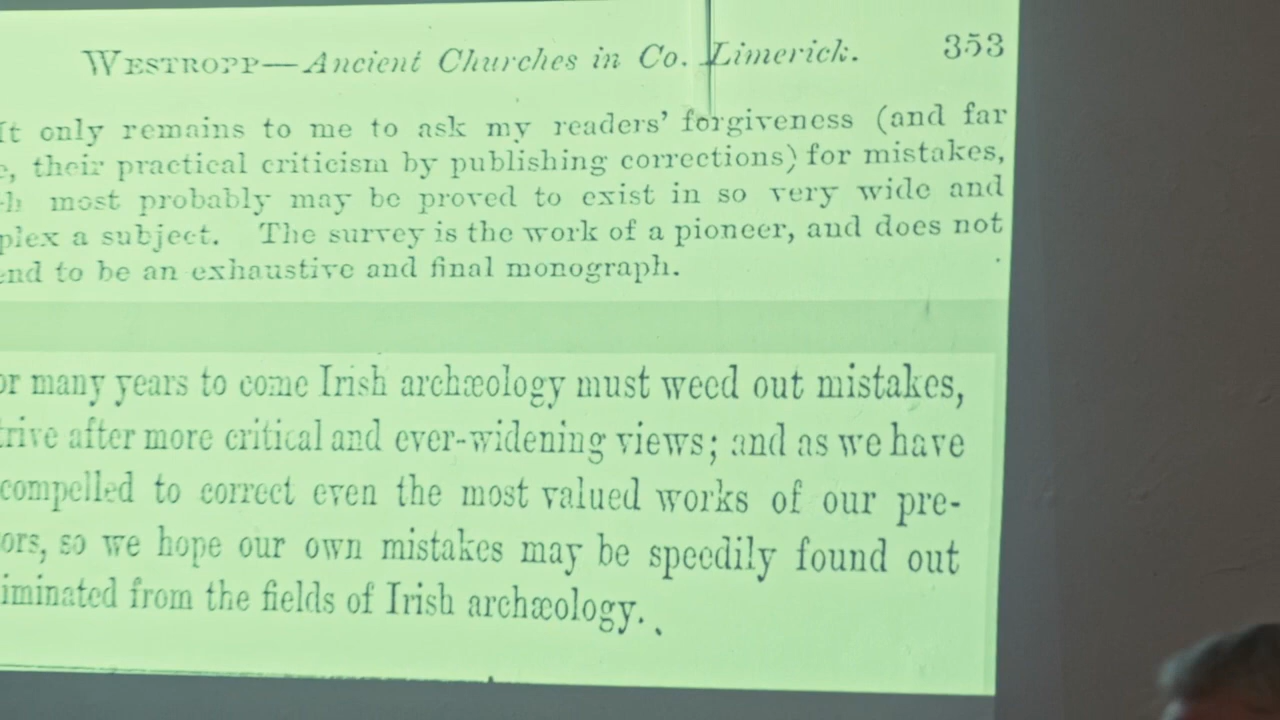 WESTROPP—Ancient Churches in Co. Limerick. 353
It only remains to me to ask my readers' forgiveness (and far
, their practical criticism by publishing corrections) for mistakes,
most probably may be proved to exist in so very wide and
plex a subject. The survey is the work of a pioneer, and does not
end to be an exhaustive and final monograph.
or many years to come Irish archæology must weed out mistakes,
trive after more critical and ever-widening views; and as we have
compelled to correct even the most valued works of our pre-
ors, so we hope our own mistakes may be speedily found out
iminated from the fields of Irish archæology.